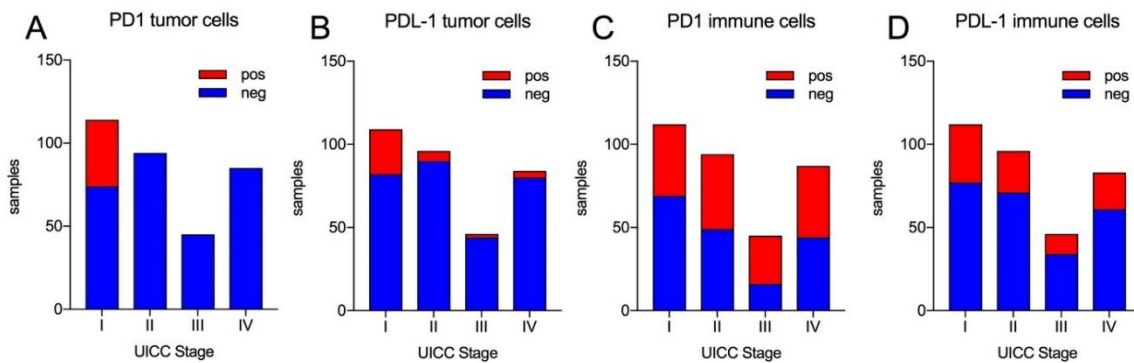 A
PD1 tumor cells
150
100
50
0
samples
pos
neg
I II III IV
UICC Stage
B
PDL-1 tumor cells
150
100
50
0
samples
pos
neg
I II III IV
UICC Stage
C
PD1 immune cells
150
100
50
0
samples
pos
neg
I II III IV
UICC Stage
D
PDL-1 immune cells
150
100
50
0
samples
pos
neg
I II III IV
UICC Stage